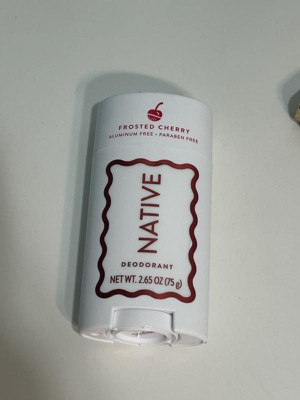 FROSTED CHERRY
ALUMINUM FREE • PARABEN FREE
NATIVE
DEODORANT
NET WT. 2.65 OZ (75 g)